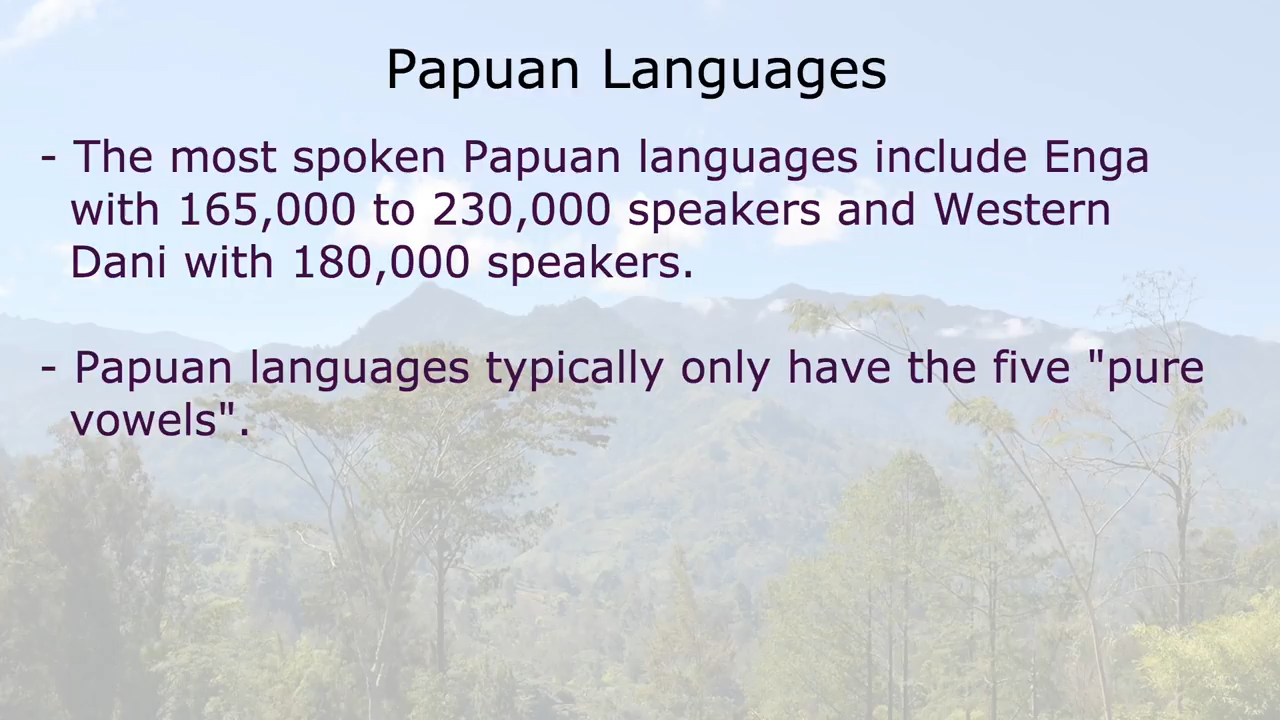 Papuan Languages
- The most spoken Papuan languages include Enga
with 165,000 to 230,000 speakers and Western
Dani with 180,000 speakers.
- Papuan languages typically only have the five "pure
vowels".